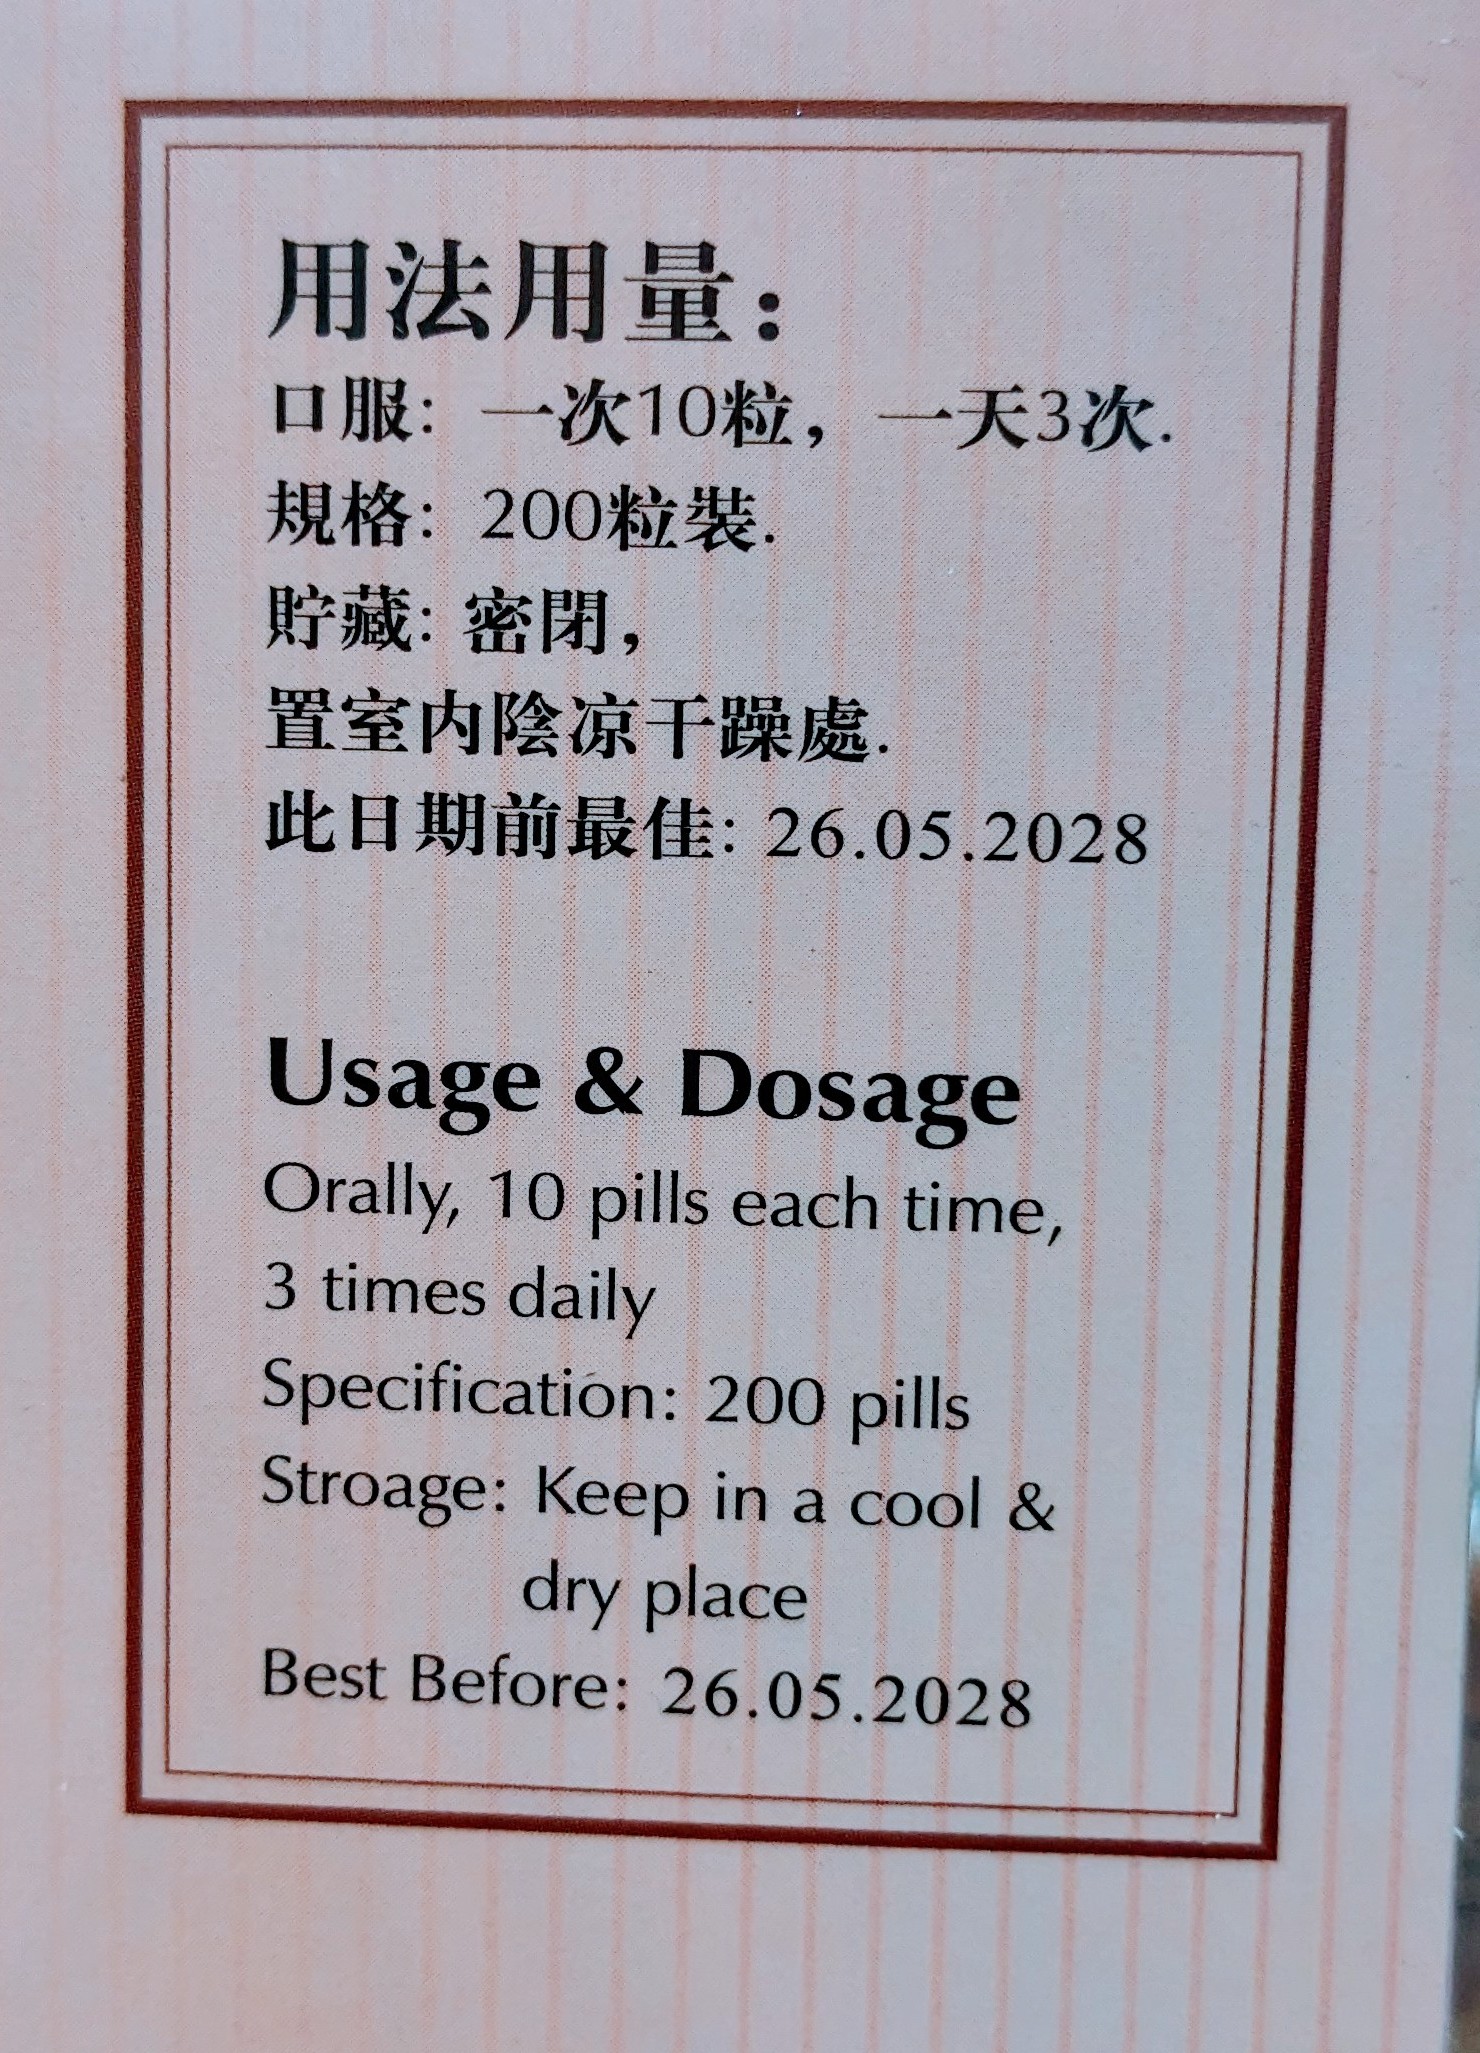 用法用量：
口服：一次10粒，一天3次.
規格：200粒裝.
貯藏：密閉，
置室内陰凉干躁處.
此日期前最佳：26.05.2028
Usage & Dosage
Orally, 10 pills each time,
3 times daily
Specification: 200 pills
Stroage: Keep in a cool &
dry place
Best Before: 26.05.2028